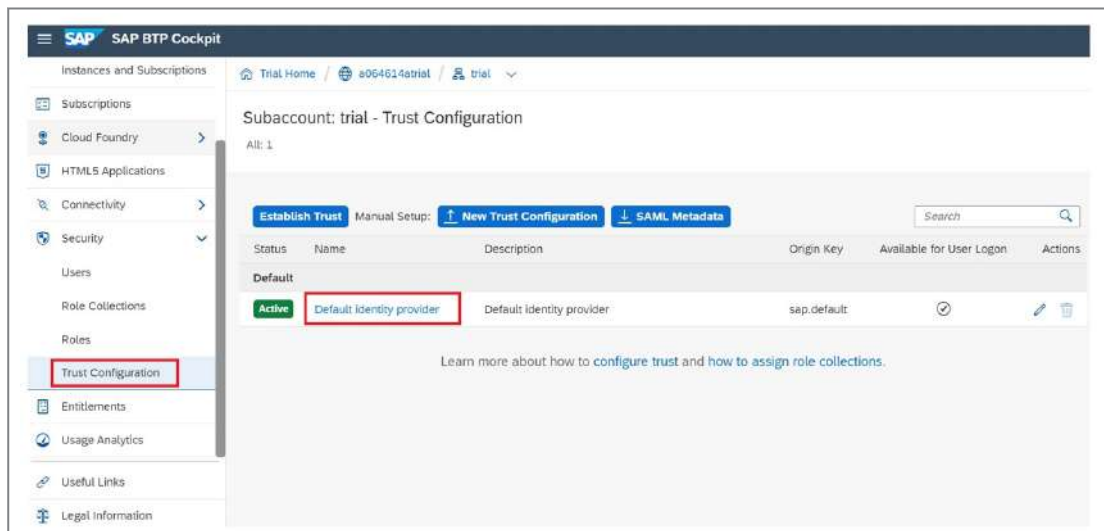 SAP SAP BTP Cockpit
Instances and Subscriptions
Subscriptions
Cloud Foundry
HTML5 Applications
Connectivity
Security
Users
Role Collections
Roles
Trust Configuration
Entitlements
Usage Analytics
Useful Links
Legal Information
Trial Home / a064614atrial / trial
Subaccount: trial - Trust Configuration
All: 1
Establish Trust Manual Setup: New Trust Configuration SAML Metadata Search
Status Name Description Origin Key Available for User Logon Actions
Default
Active Default identity provider Default identity provider sap.default
Learn more about how to configure trust and how to assign role collections.